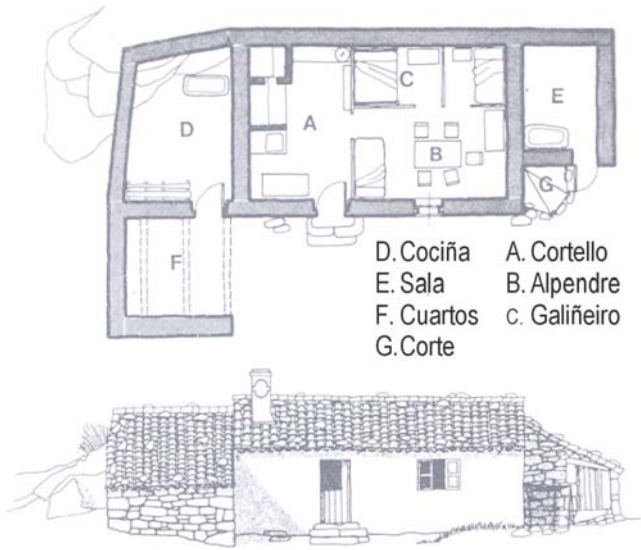 C
E
D
A
B
G
F
D. Cociña
E. Sala
F. Cuartos
G. Corte
A. Cortello
B. Alpendre
C. Galiñeiro